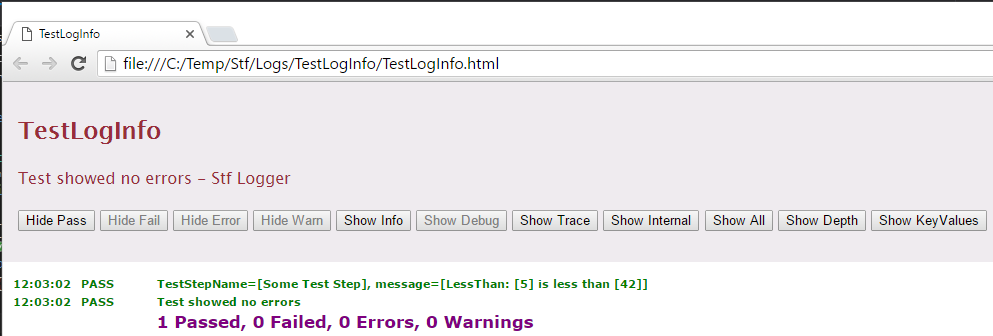 TestLogInfo
file:///C:/Temp/Stf/Logs/TestLogInfo/TestLogInfo.html
TestLogInfo
Test showed no errors - Stf Logger
Hide Pass Hide Fail Hide Error Hide Warn Show Info Show Debug Show Trace Show Internal Show All Show Depth Show KeyValues
12:03:02 PASS TestStepName=[Some Test Step], message=[LessThan: [5] is less than [42]]
12:03:02 PASS Test showed no errors
1 Passed, 0 Failed, 0 Errors, 0 Warnings